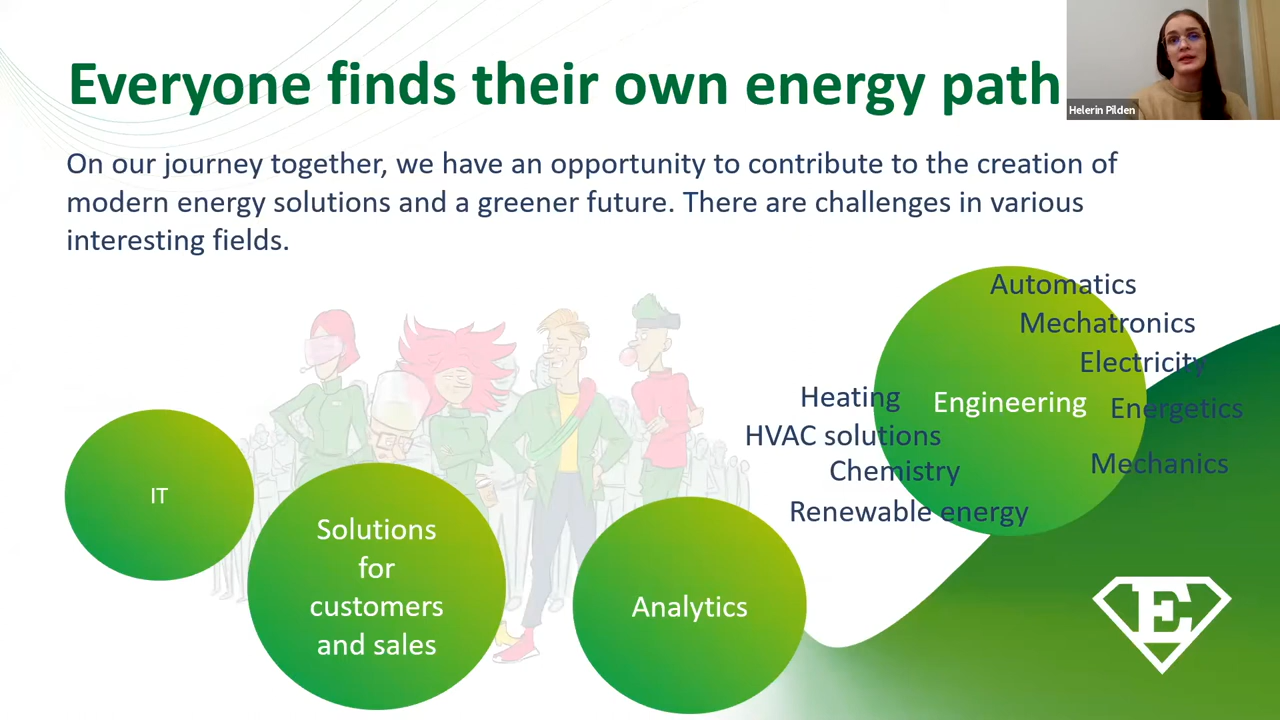 Everyone finds their own energy path
Helerin Pilden
On our journey together, we have an opportunity to contribute to the creation of
modern energy solutions and a greener future. There are challenges in various
interesting fields.
Automatics
Mechatronics
Electricity
Heating
Engineering
Energetics
HVAC solutions
Chemistry
Mechanics
Renewable energy
IT
Solutions
for
customers
and sales
Analytics
E